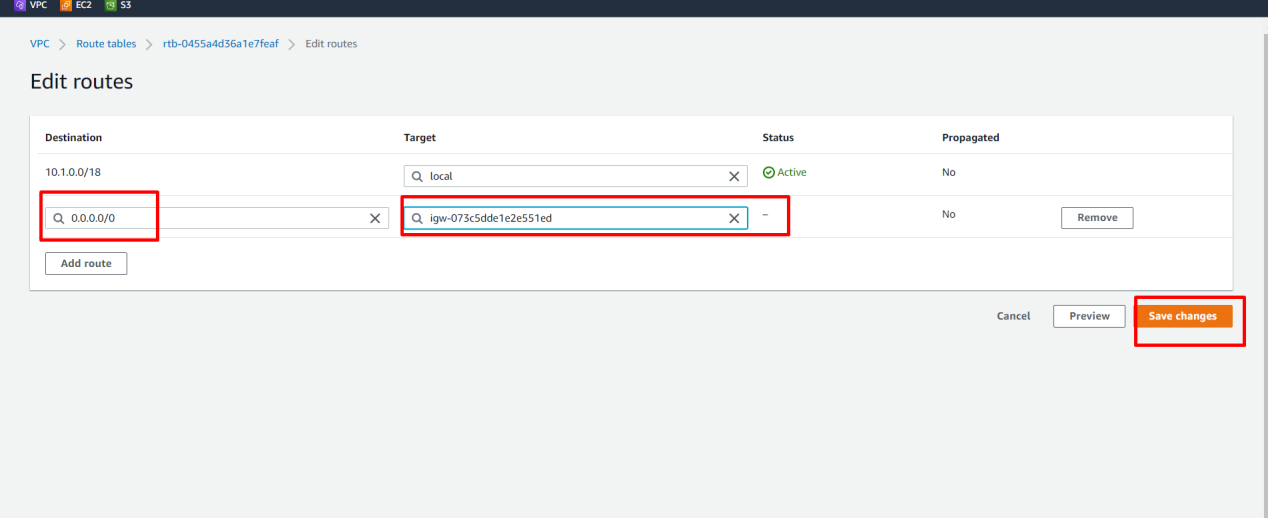 VPC EC2 S3
VPC > Route tables > rtb-0455a4d36a1e7feaf > Edit routes
Edit routes
Destination Target Status Propagated
10.1.0.0/18 local Active No
0.0.0.0/0 igw-073c5dde1e2e551ed – No Remove
Add route
Cancel Preview Save changes